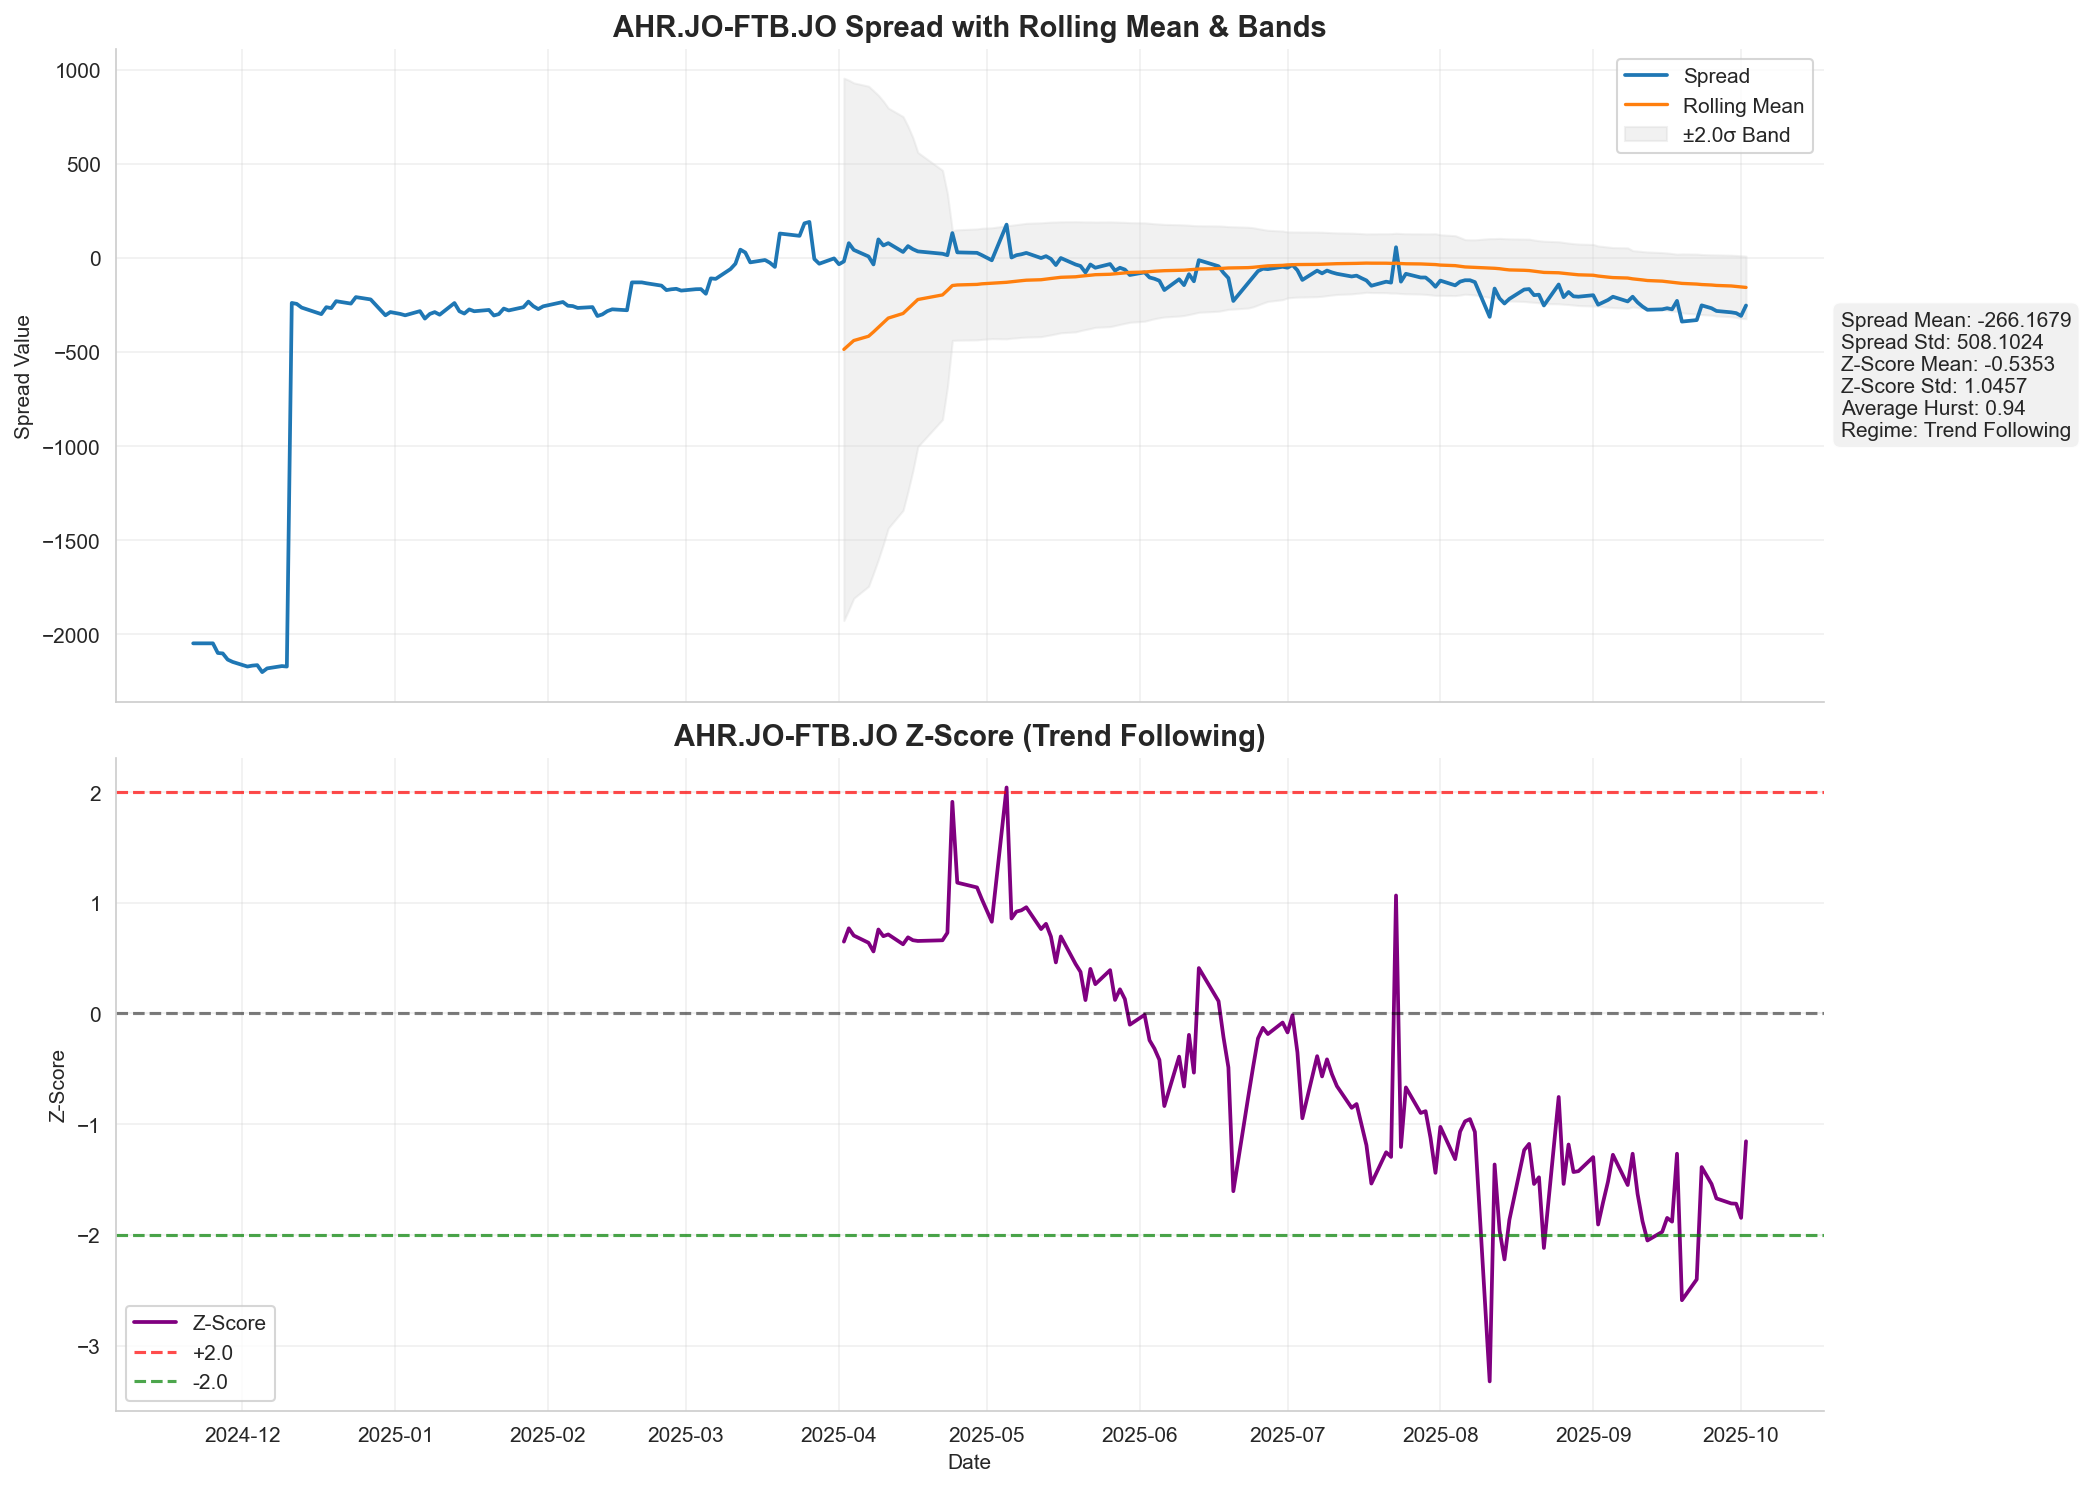 AHR.JO-FTB.JO Spread with Rolling Mean & Bands
1000
500
0
−500
−1000
−1500
−2000
Spread Value
Spread
Rolling Mean
±2.0σ Band
Spread Mean: -266.1679
Spread Std: 508.1024
Z-Score Mean: -0.5353
Z-Score Std: 1.0457
Average Hurst: 0.94
Regime: Trend Following
AHR.JO-FTB.JO Z-Score (Trend Following)
2
1
0
−1
−2
−3
Z-Score
Z-Score
+2.0
-2.0
2024-12
2025-01
2025-02
2025-03
2025-04
2025-05
2025-06
2025-07
2025-08
2025-09
2025-10
Date